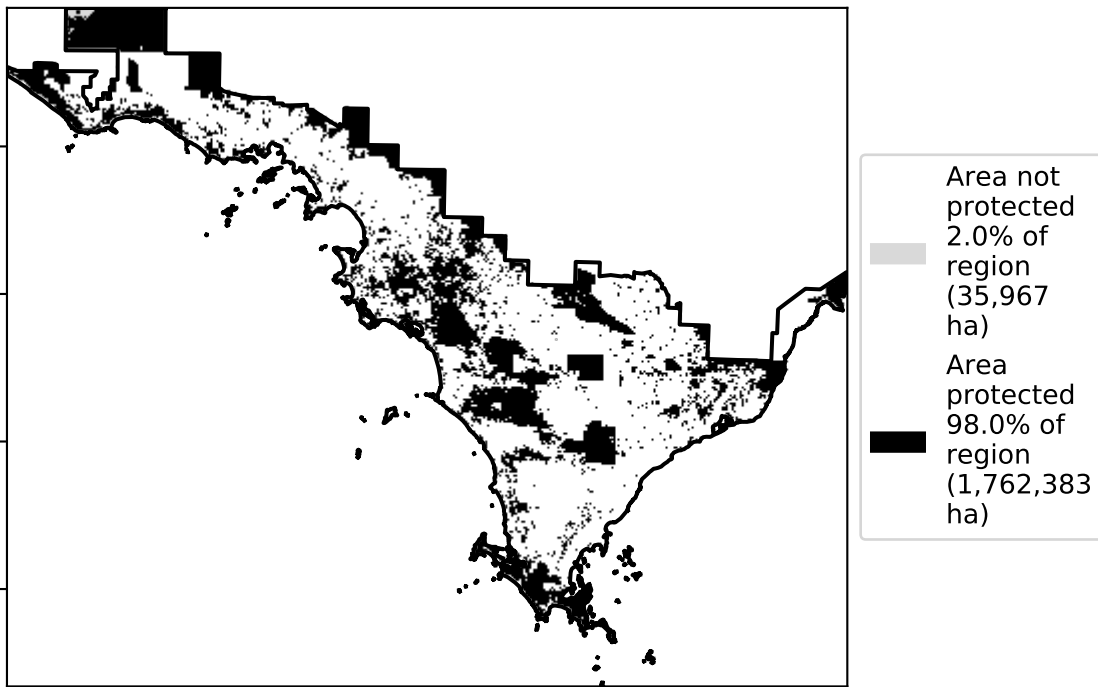 Area not
protected
2.0% of
region
(35,967
ha)
Area
protected
98.0% of
region
(1,762,383
ha)